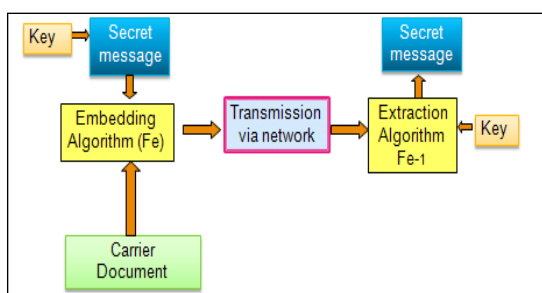 Key
Secret
message
Secret
message
Embedding
Algorithm (Fe)
Transmission
via network
Extraction
Algorithm
Fe-1
Key
Carrier
Document